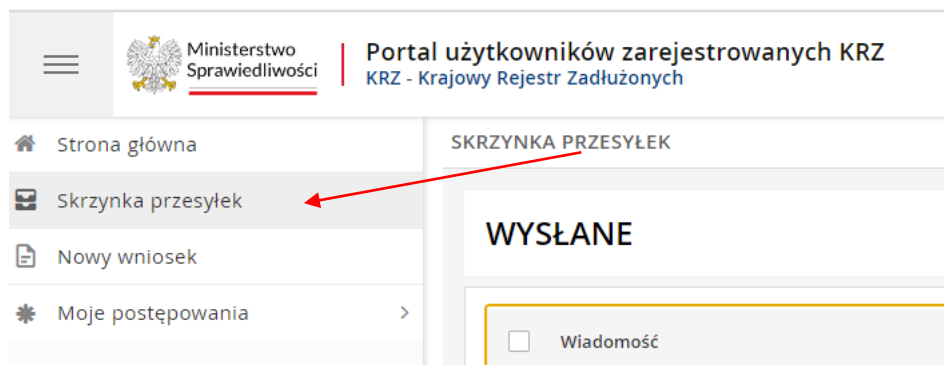 Ministerstwo
Sprawiedliwości
Portal użytkowników zarejestrowanych KRZ
KRZ - Krajowy Rejestr Zadłużonych
Strona główna
Skrzynka przesyłek
Nowy wniosek
Moje postępowania
SKRZYNKA PRZESYŁEK
WYSŁANE
Wiadomość